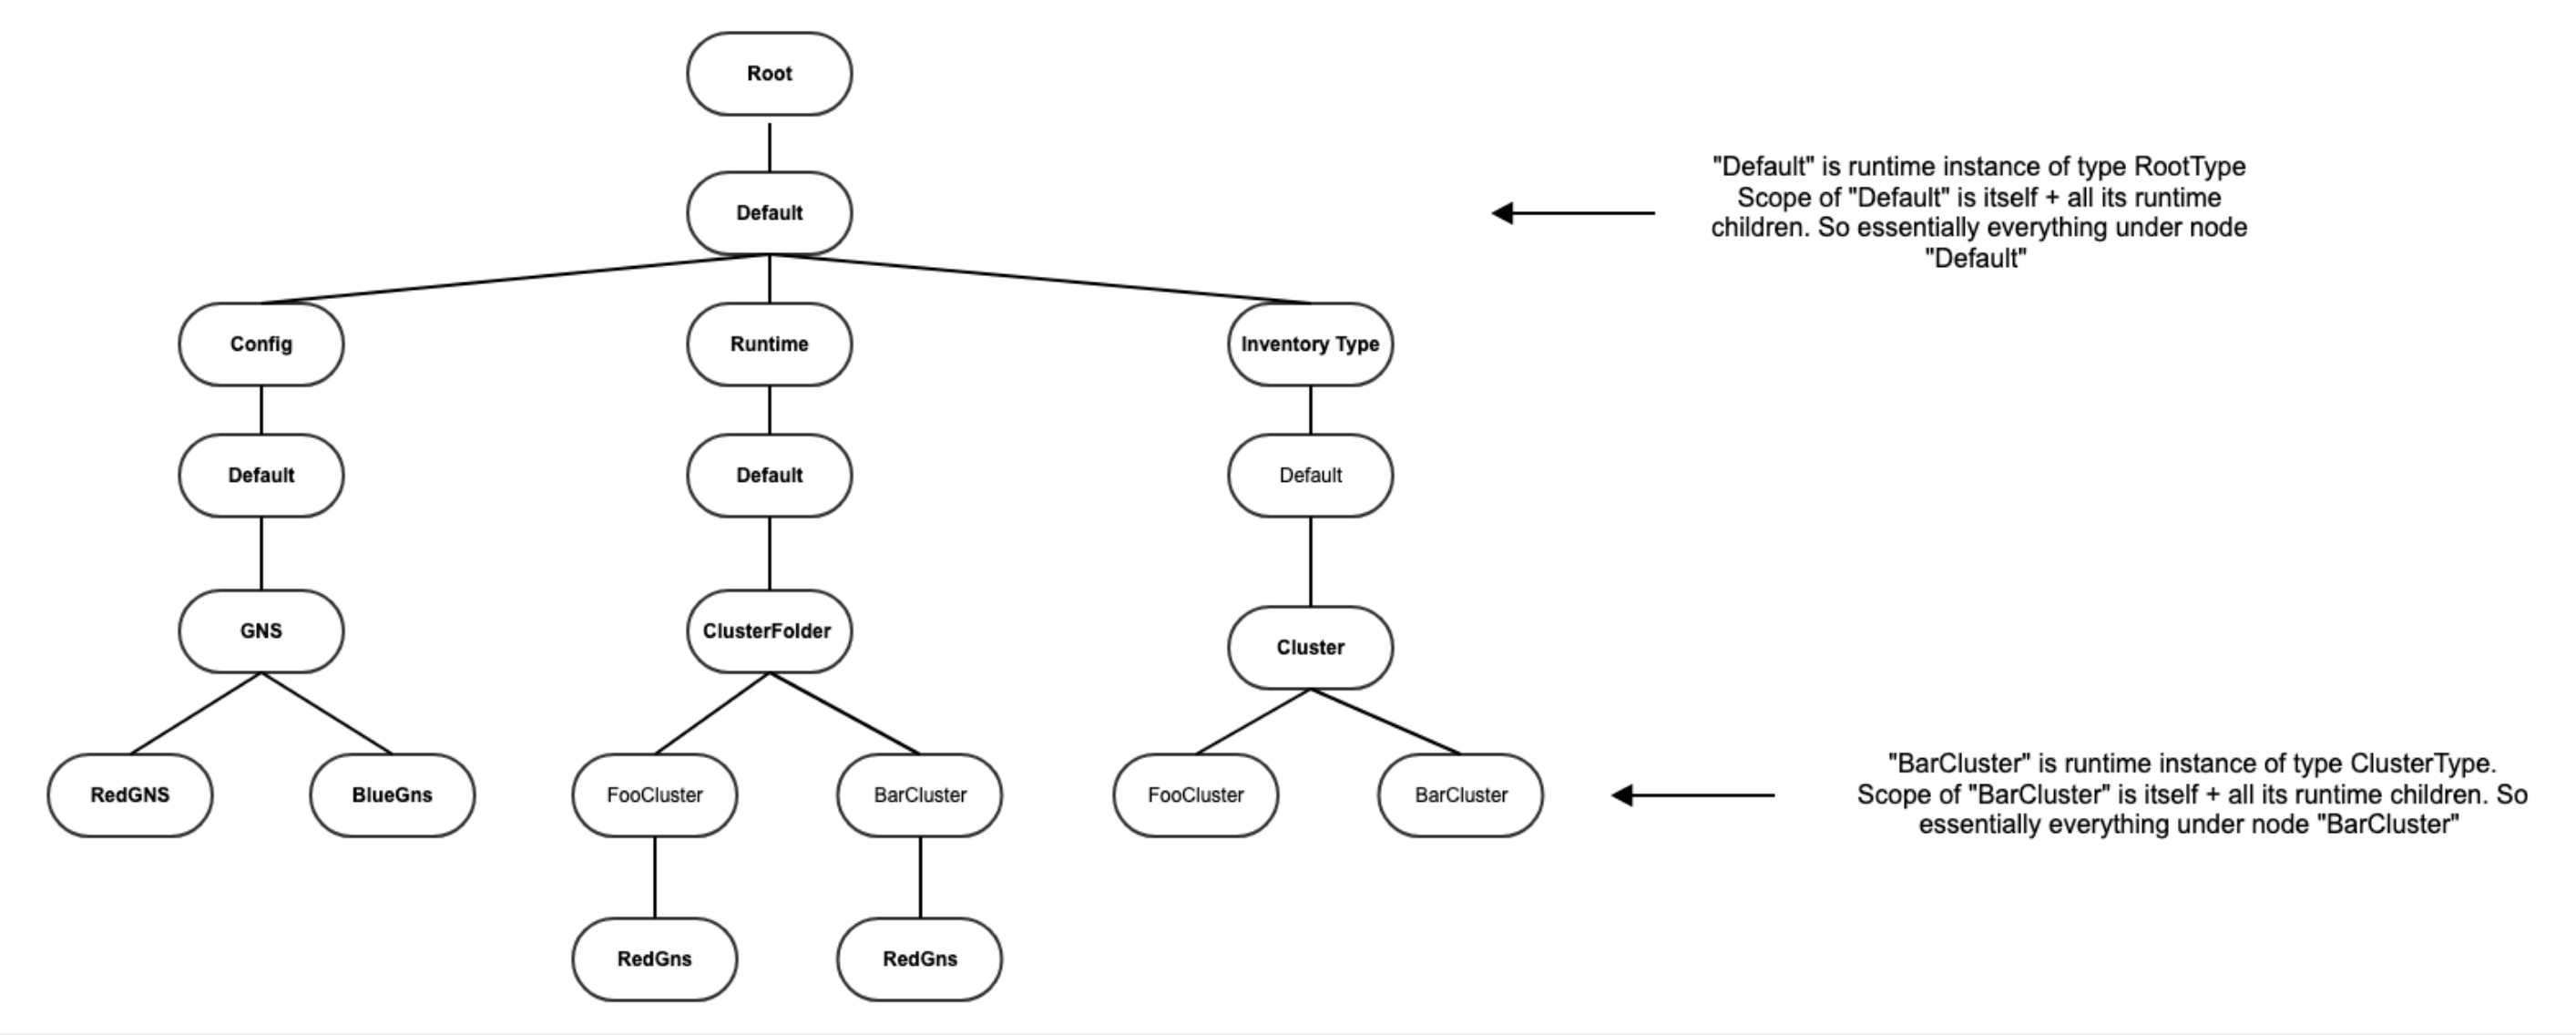 Root
"Default" is runtime instance of type RootType
Scope of "Default" is itself + all its runtime
children. So essentially everything under node
"Default"
Default
Config
Runtime
Inventory Type
Default
Default
Default
GNS
ClusterFolder
Cluster
RedGNS
BlueGns
FooCluster
BarCluster
FooCluster
BarCluster
"BarCluster" is runtime instance of type ClusterType.
Scope of "BarCluster" is itself + all its runtime children. So
essentially everything under node "BarCluster"
RedGns
RedGns